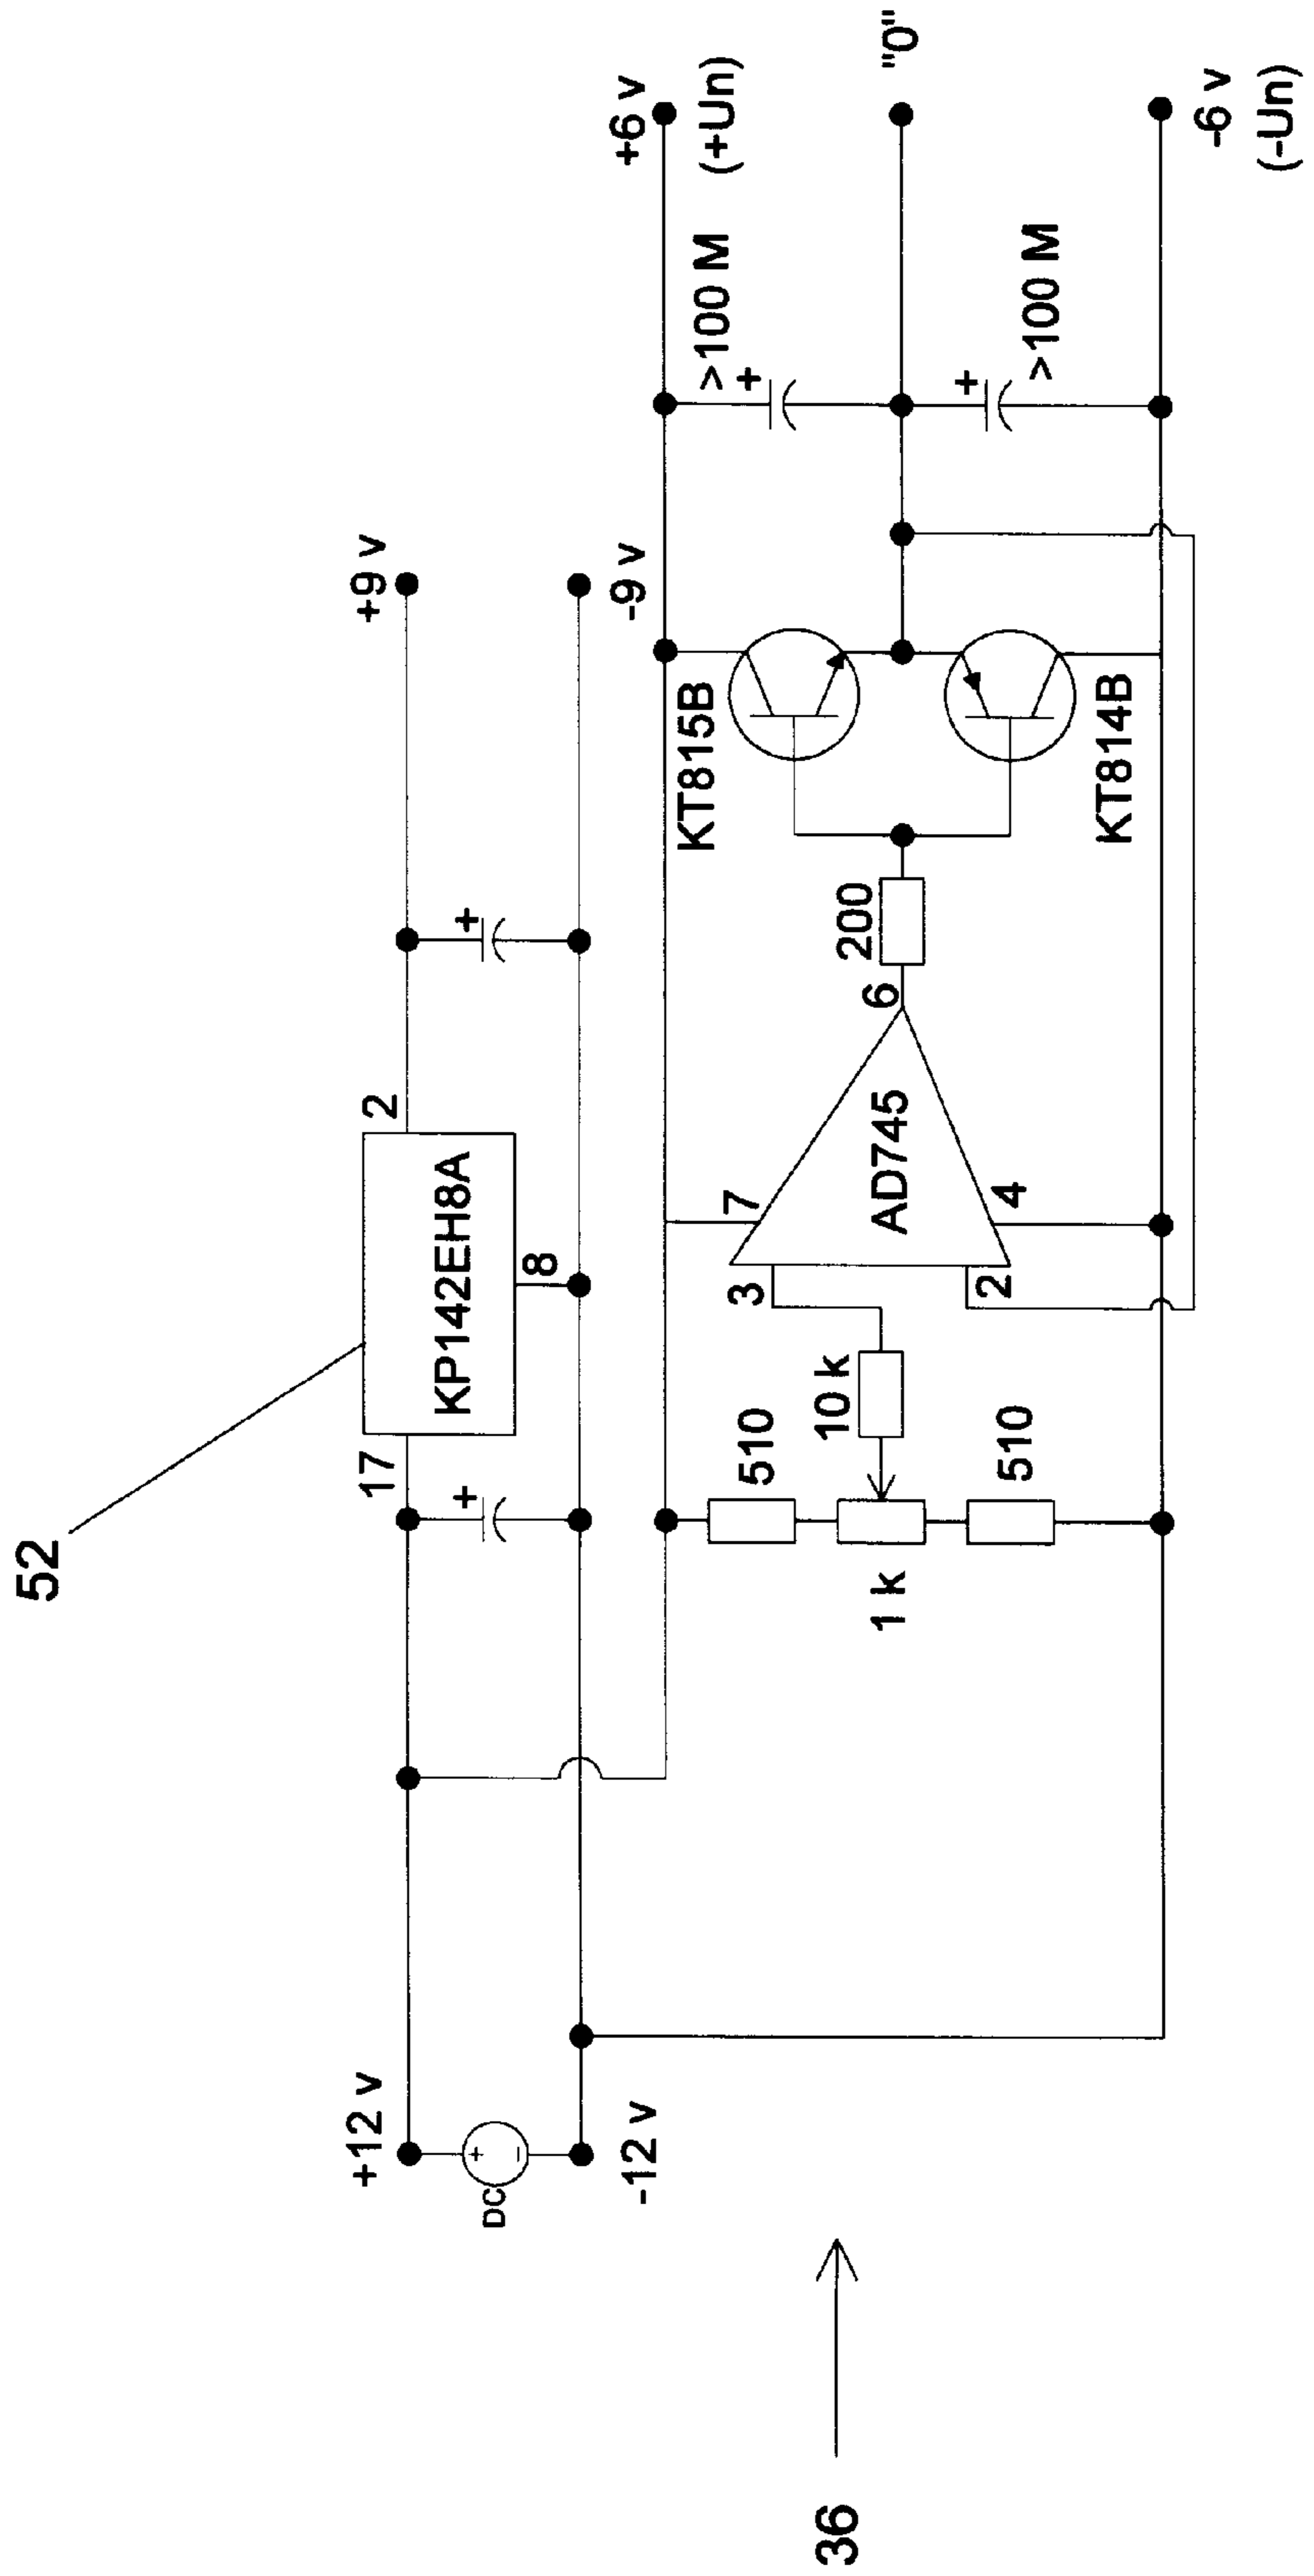 52
+12 v
DC
+
-
-12 v
17
KP142EH8A
2
8
+
+
+9 v
-9 v
510
1 k
510
10 k
3
2
7
4
AD745
6
200
KT815B
KT814B
+
>100 M
+
>100 M
+6 v
(+Un)
"0"
-6 v
(-Un)
36